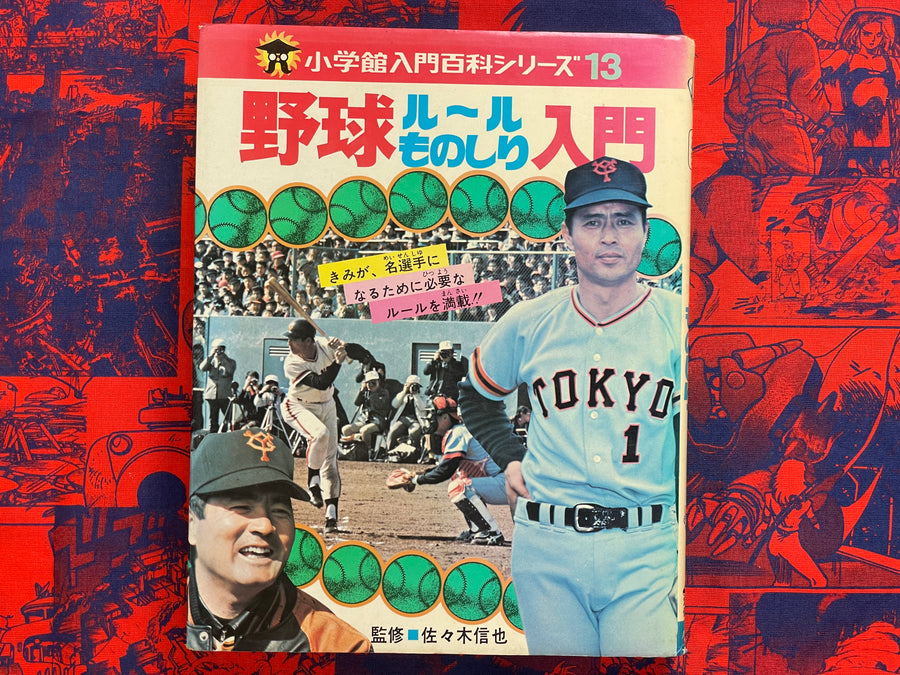 小学館入門百科シリーズ 13
野球ルールものしり入門
きみが、名選手に
なるために必要な
ルールを満載!!
TOKYO
1
監修■佐々木信也